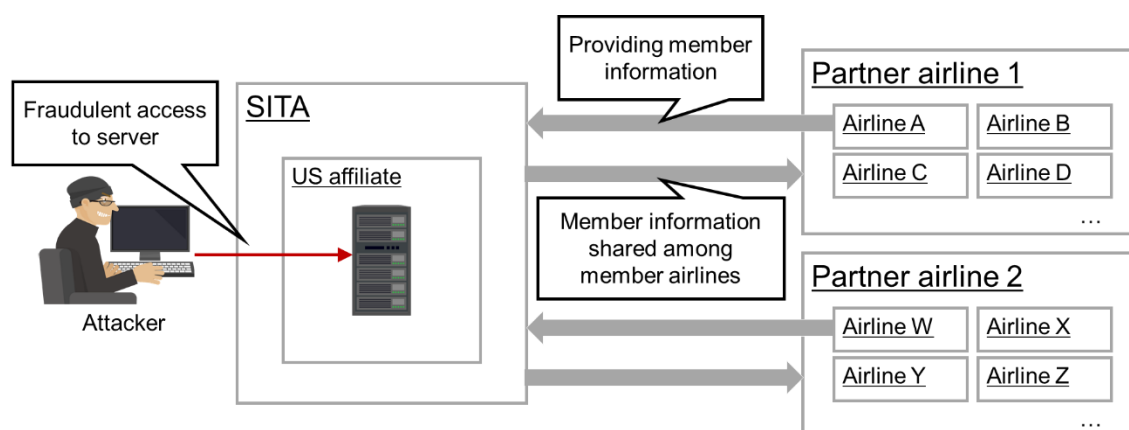 Providing member
information
Fraudulent access
to server
SITA
US affiliate
Attacker
Member information
shared among
member airlines
Partner airline 1
Airline A
Airline B
Airline C
Airline D
...
Partner airline 2
Airline W
Airline X
Airline Y
Airline Z
...